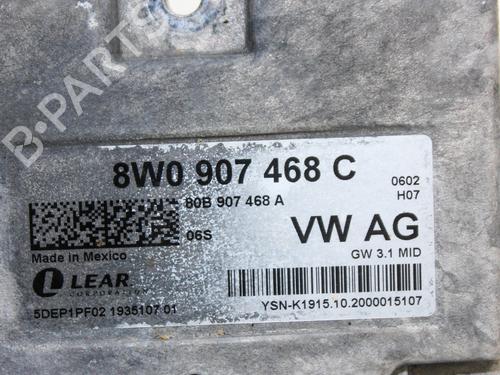 B-PARTS
8W0 907 468 C
0602
H07
80B 907 468 A
06S
VW AG
GW 3.1 MID
Made in Mexico
LEAR
CORPORATION
5DEP1PF02 1935107 01
YSN-K1915.10.2000015107